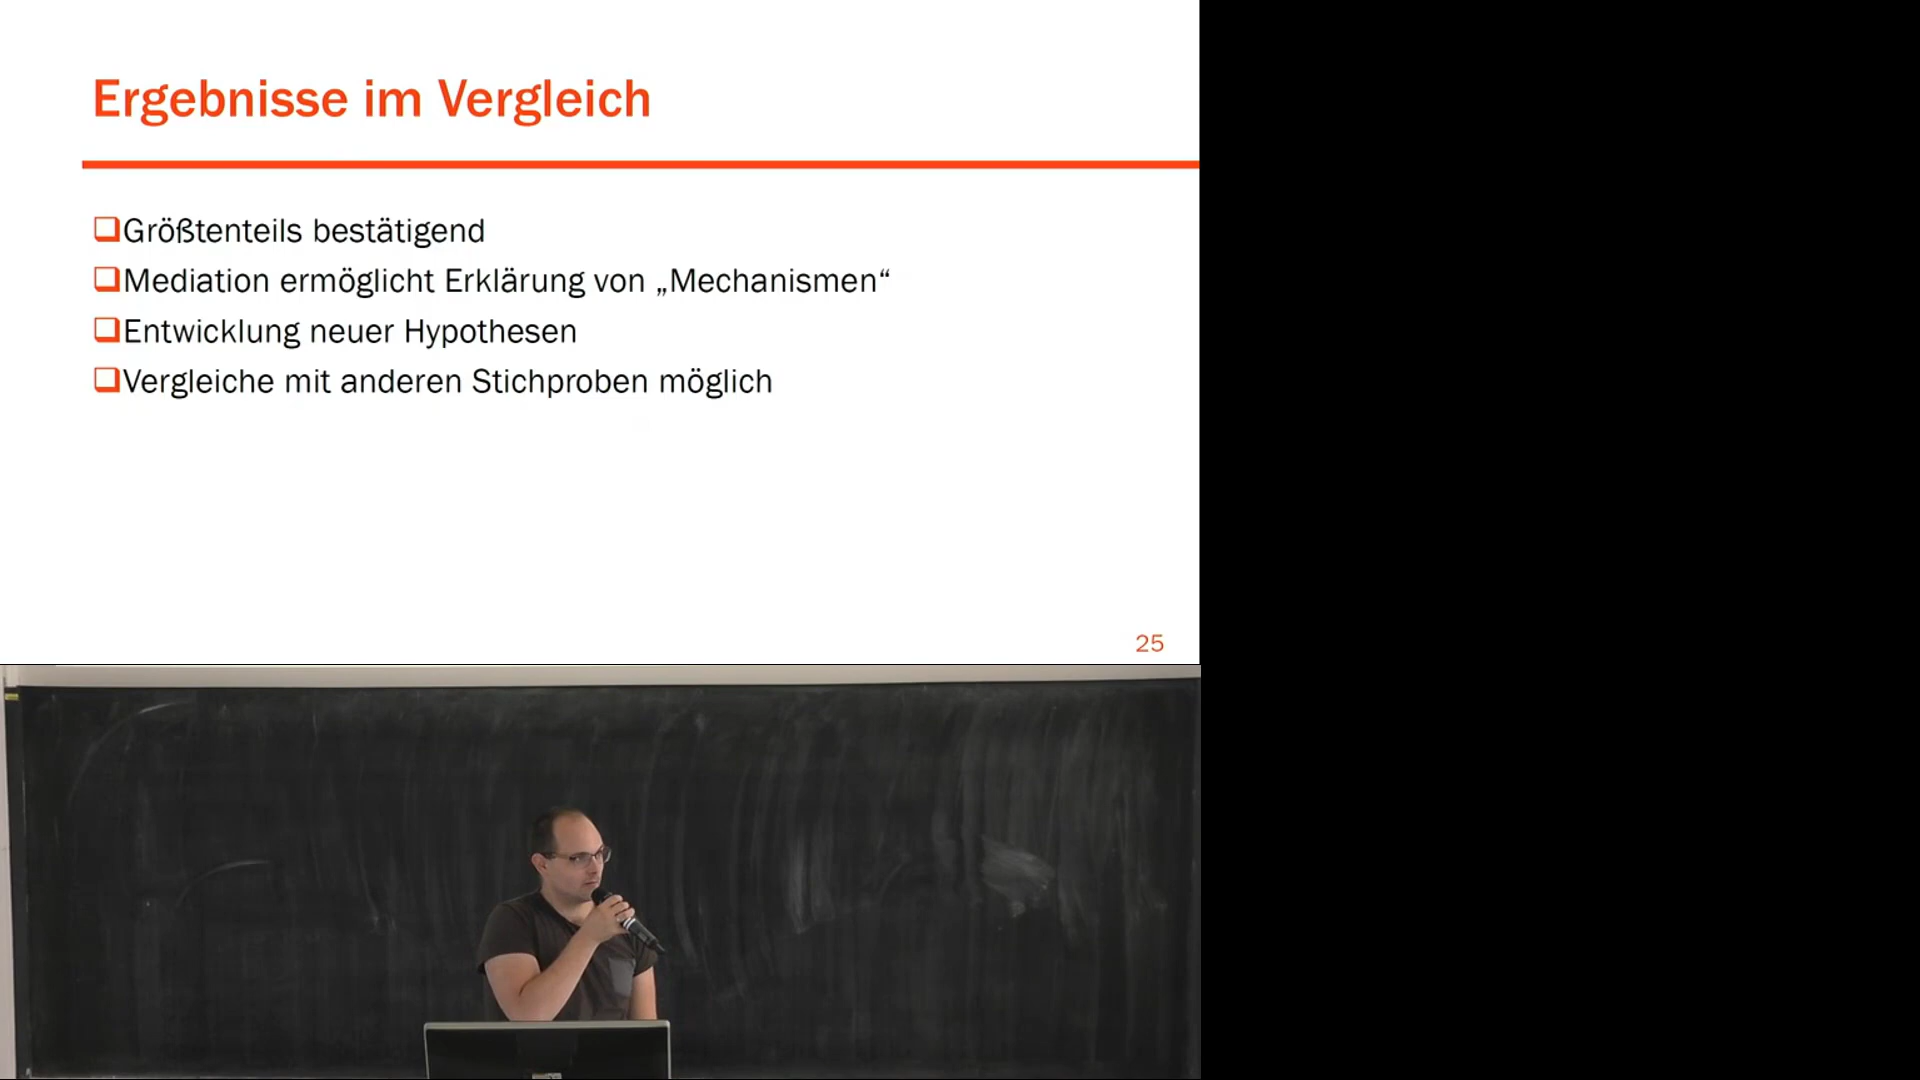 Ergebnisse im Vergleich
Größtenteils bestätigend
Mediation ermöglicht Erklärung von „Mechanismen“
Entwicklung neuer Hypothesen
Vergleiche mit anderen Stichproben möglich
25